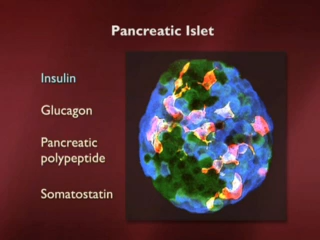 Pancreatic Islet
Insulin
Glucagon
Pancreatic
polypeptide
Somatostatin